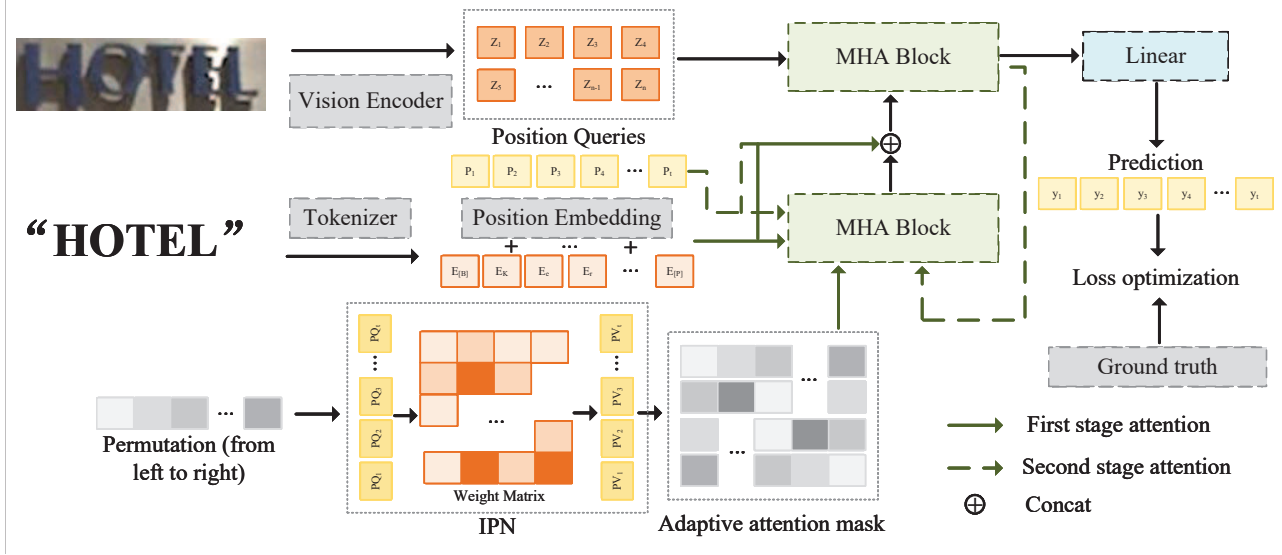 HOTEL
Vision Encoder
Z1 Z2 Z3 Z4
Z5 ... Zn-1 Zn
MHA Block
Linear
Position Queries
P1 P2 P3 P4 ... P1
Prediction
y1 y2 y3 y4 ... yt
“HOTEL”
Tokenizer
Position Embedding
+ ... +
E[B] EK Ee Er ... E[P]
MHA Block
Loss optimization
Ground truth
Permutation (from
left to right)
PQt
...
PQ3
PQ2
PQ1
...
Weight Matrix
PVt
...
PV3
PV2
PV1
IPN
...
...
Adaptive attention mask
First stage attention
Second stage attention
Concat